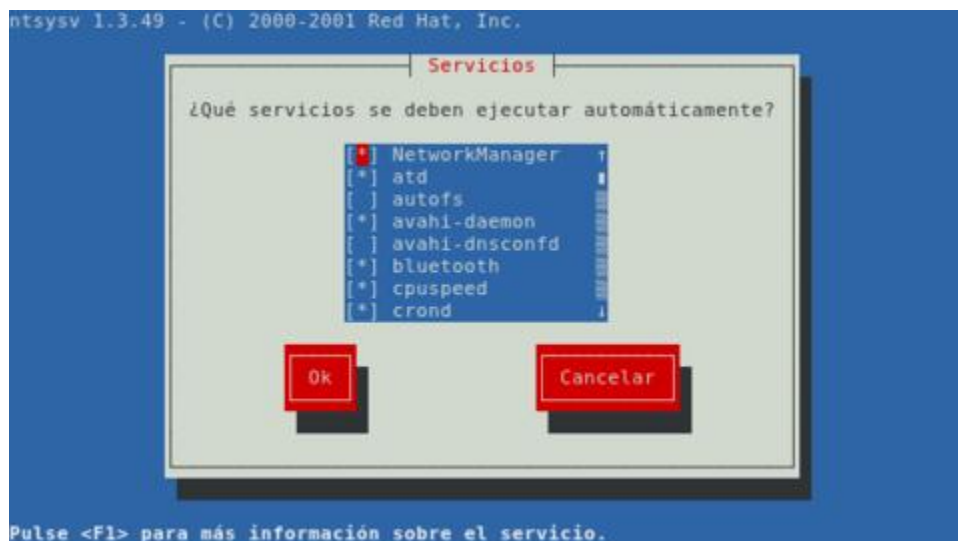 ntsysv 1.3.49 - (C) 2000-2001 Red Hat, Inc.
Servicios
¿Qué servicios se deben ejecutar automáticamente?
[*] NetworkManager ↑
[*] atd
[ ] autofs
[*] avahi-daemon
[ ] avahi-dnsconfd
[*] bluetooth
[*] cpuspeed
[*] crond ↓
Ok Cancelar
Pulse <F1> para más información sobre el servicio.